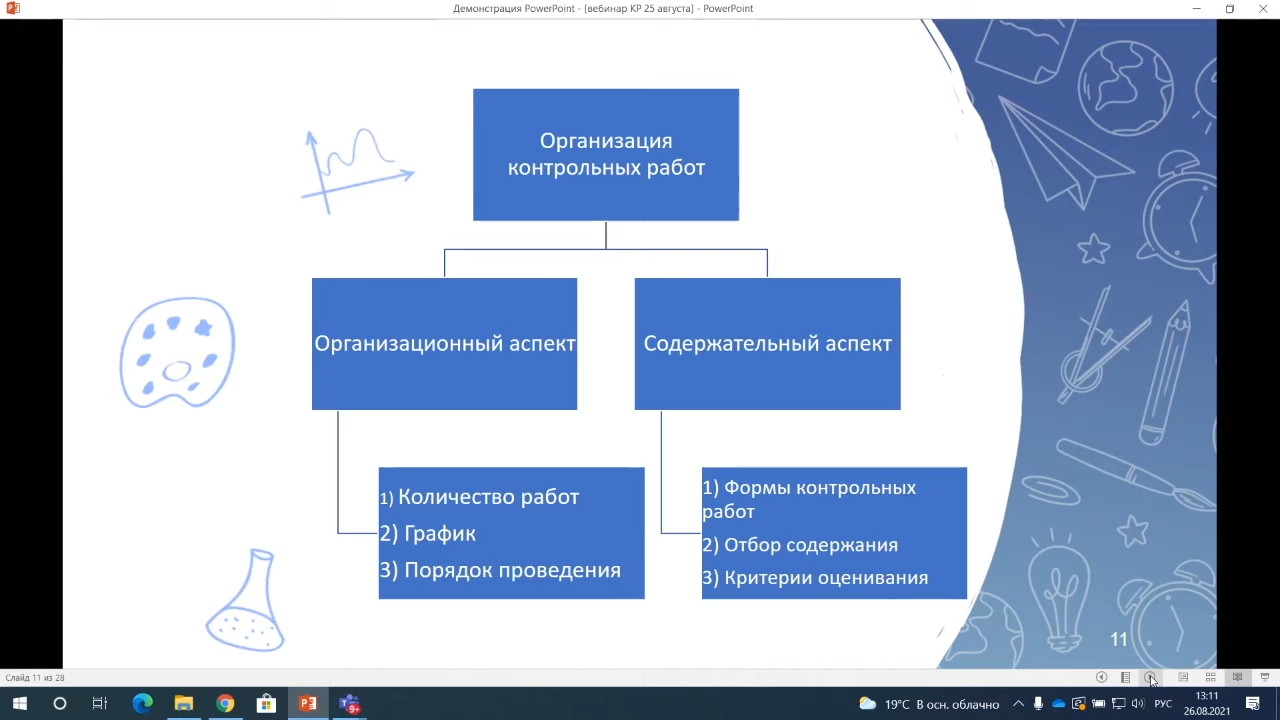 Демонстрация PowerPoint - [вебинар КР 25 августа] - PowerPoint
Организация
контрольных работ
Организационный аспект
Содержательный аспект
1) Количество работ
2) График
3) Порядок проведения
1) Формы контрольных
работ
2) Отбор содержания
3) Критерии оценивания
11
Слайд 11 из 28
9+
19°C В осн. облачно
РУС
13:11
26.08.2021